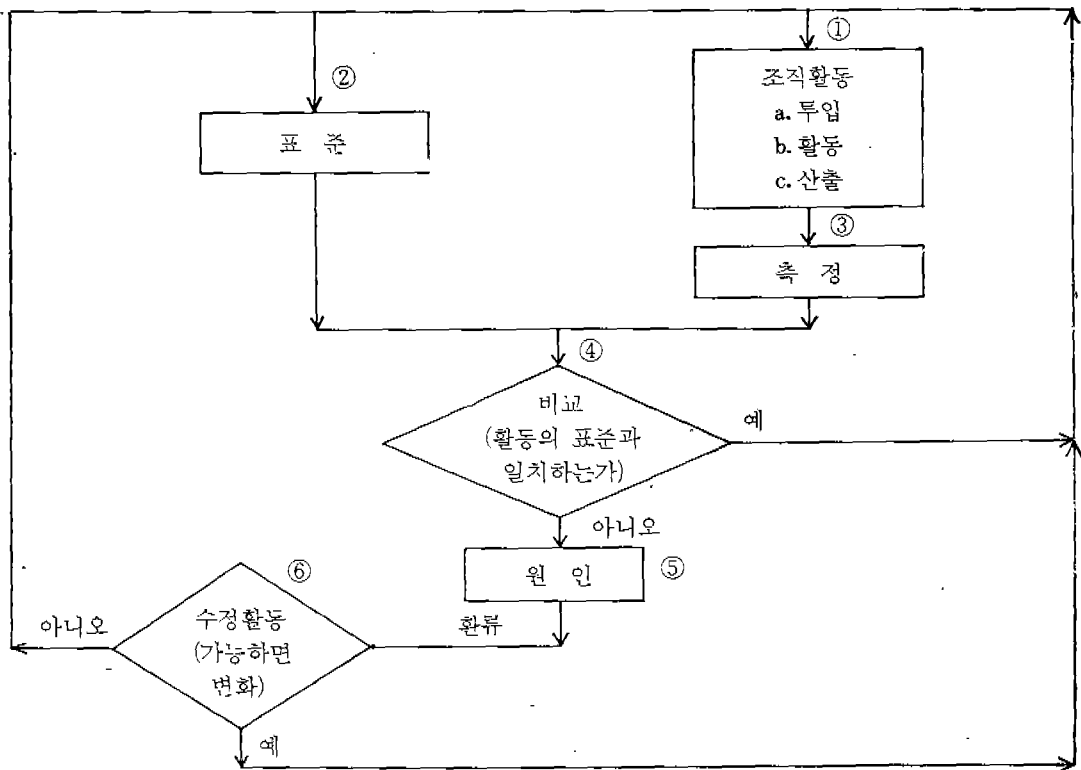 ①
조직활동
a. 투입
b. 활동
c. 산출
②
표 준
③
측 정
④
비교
(활동의 표준과
일치하는가)
예
아니오
원 인
⑤
환류
⑥
수정활동
(가능하면
변화)
아니오
예